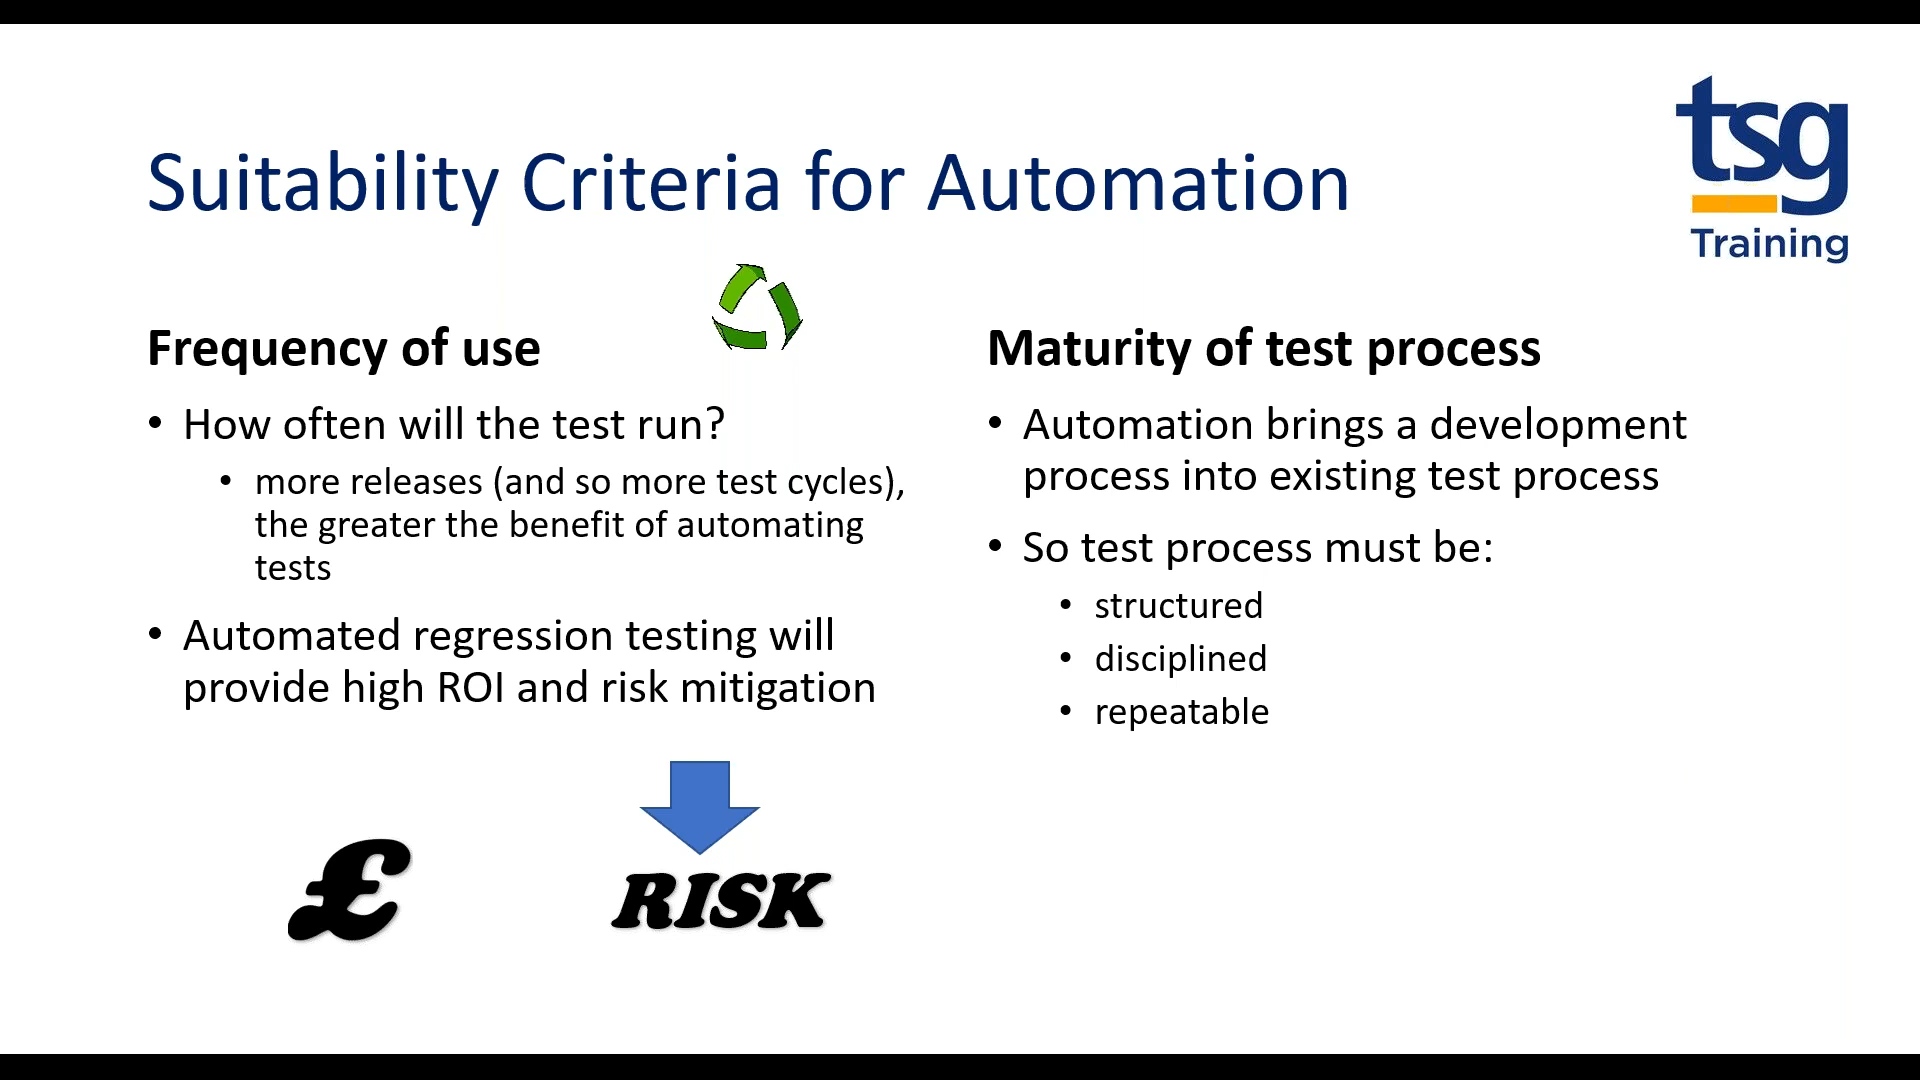 tsg
Training
Suitability Criteria for Automation
Frequency of use
• How often will the test run?
• more releases (and so more test cycles),
the greater the benefit of automating
tests
• Automated regression testing will
provide high ROI and risk mitigation
£
RISK
Maturity of test process
• Automation brings a development
process into existing test process
• So test process must be:
• structured
• disciplined
• repeatable